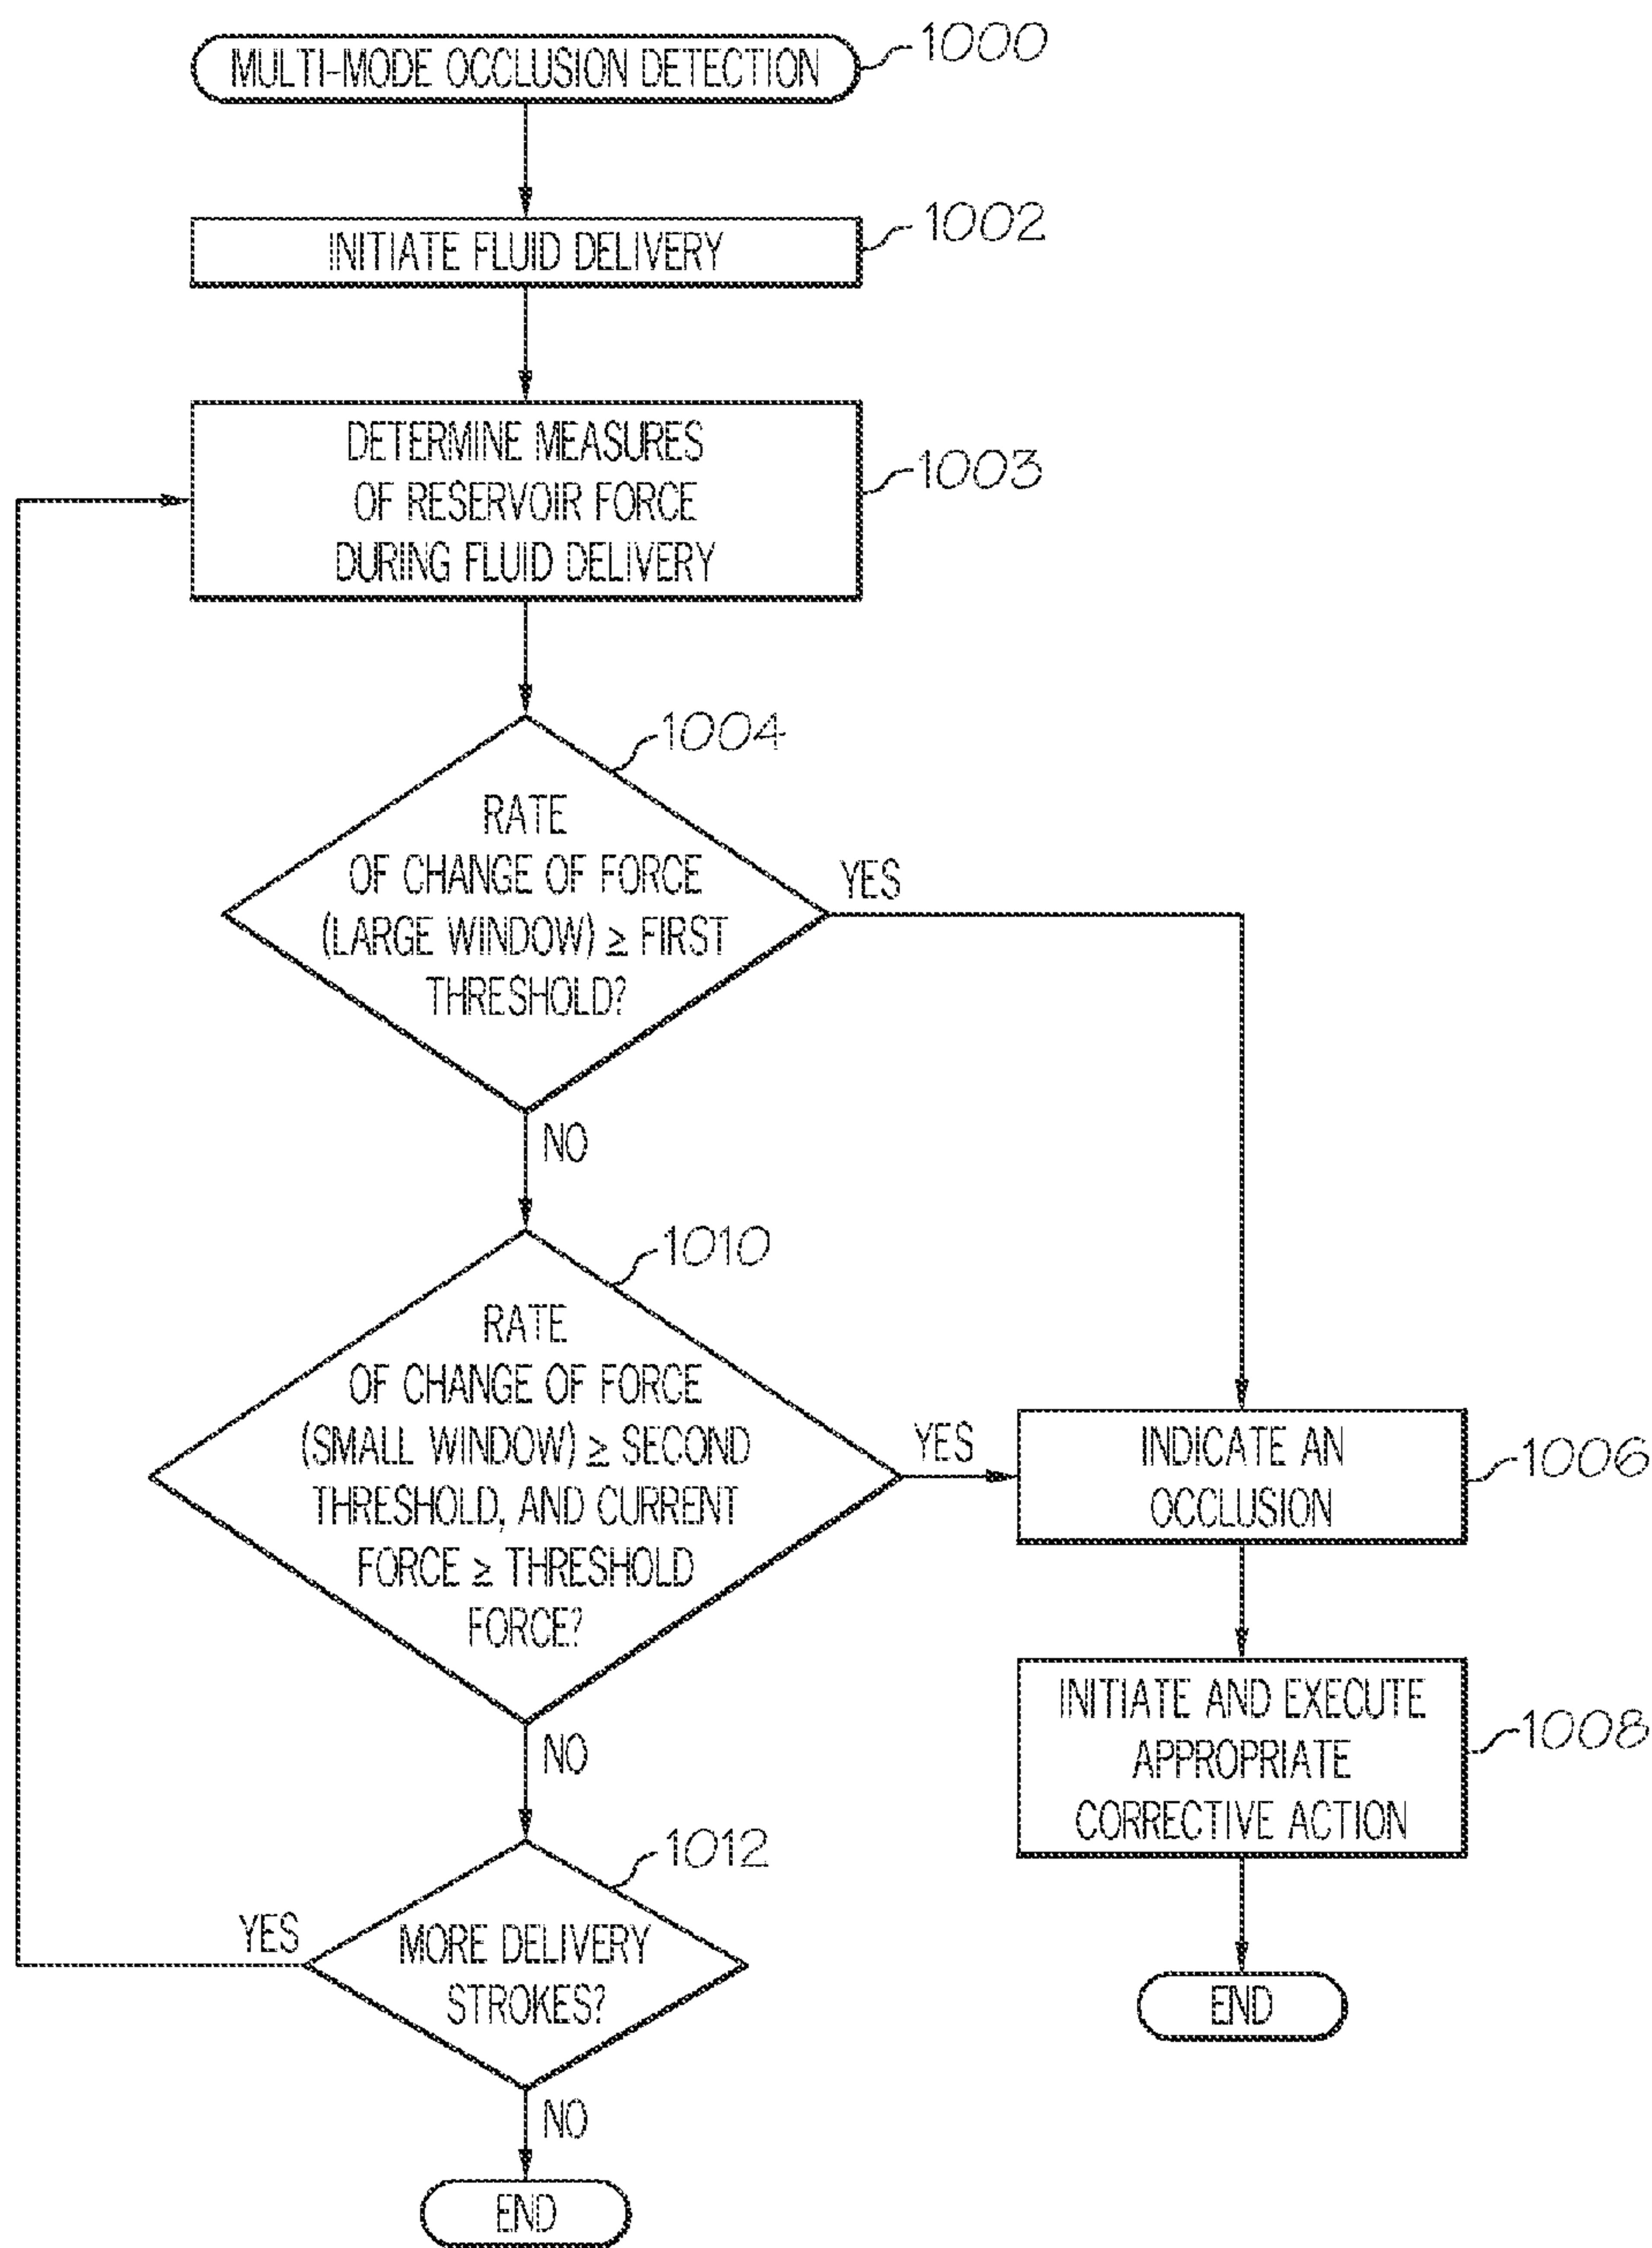 MULTI-MODE OCCLUSION DETECTION
1000
INITIATE FLUID DELIVERY
1002
DETERMINE MEASURES
OF RESERVOIR FORCE
DURING FLUID DELIVERY
1003
1004
RATE
OF CHANGE OF FORCE
(LARGE WINDOW) ≥ FIRST
THRESHOLD?
YES
NO
1010
RATE
OF CHANGE OF FORCE
(SMALL WINDOW) ≥ SECOND
THRESHOLD, AND CURRENT
FORCE ≥ THRESHOLD
FORCE?
YES
NO
INDICATE AN
OCCLUSION
1006
INITIATE AND EXECUTE
APPROPRIATE
CORRECTIVE ACTION
1008
END
1012
MORE DELIVERY
STROKES?
YES
NO
END